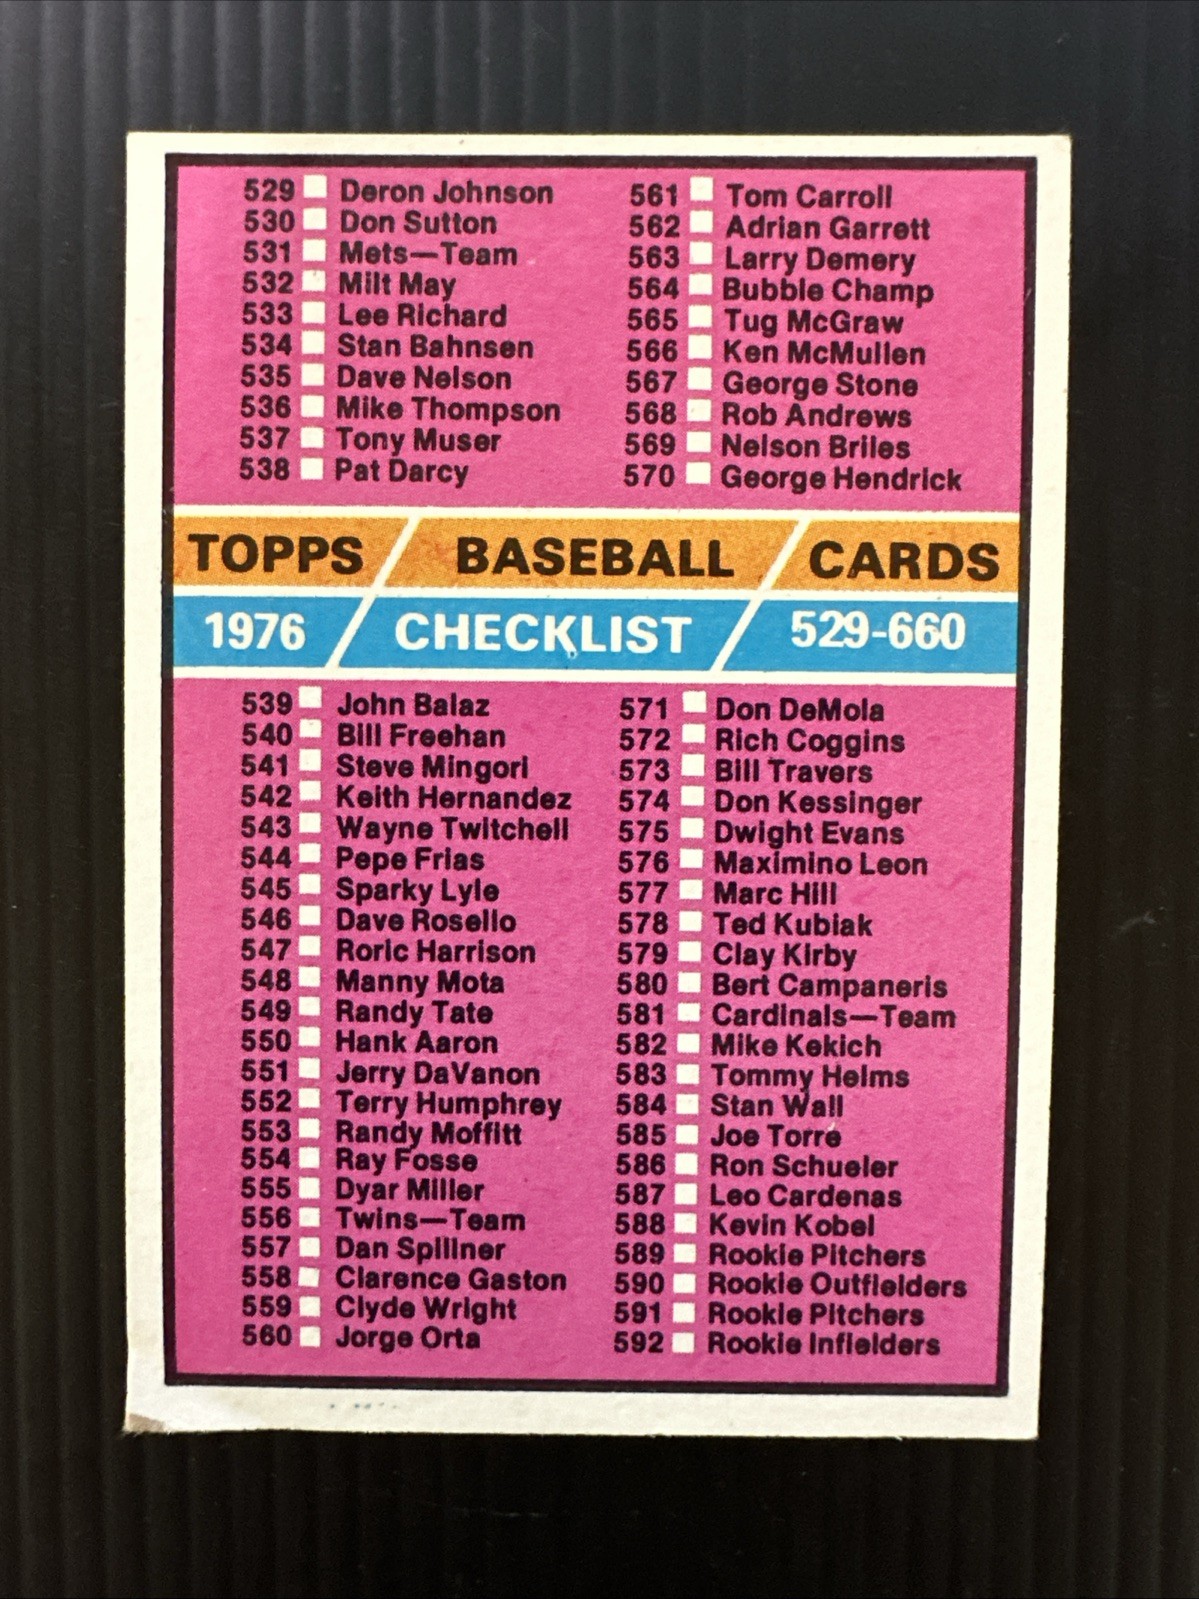 529 Deron Johnson
530 Don Sutton
531 Mets—Team
532 Milt May
533 Lee Richard
534 Stan Bahnsen
535 Dave Nelson
536 Mike Thompson
537 Tony Muser
538 Pat Darcy
561 Tom Carroll
562 Adrian Garrett
563 Larry Demery
564 Bubble Champ
565 Tug McGraw
566 Ken McMullen
567 George Stone
568 Rob Andrews
569 Nelson Briles
570 George Hendrick
TOPPS BASEBALL CARDS
1976 CHECKLIST 529-660
539 John Balaz
540 Bill Freehan
541 Steve Mingori
542 Keith Hernandez
543 Wayne Twitchell
544 Pepe Frias
545 Sparky Lyle
546 Dave Rosello
547 Roric Harrison
548 Manny Mota
549 Randy Tate
550 Hank Aaron
551 Jerry DaVanon
552 Terry Humphrey
553 Randy Moffitt
554 Ray Fosse
555 Dyar Miller
556 Twins—Team
557 Dan Spillner
558 Clarence Gaston
559 Clyde Wright
560 Jorge Orta
571 Don DeMola
572 Rich Coggins
573 Bill Travers
574 Don Kessinger
575 Dwight Evans
576 Maximino Leon
577 Marc Hill
578 Ted Kubiak
579 Clay Kirby
580 Bert Campaneris
581 Cardinals—Team
582 Mike Kekich
583 Tommy Helms
584 Stan Wall
585 Joe Torre
586 Ron Schueler
587 Leo Cardenas
588 Kevin Kobel
589 Rookie Pitchers
590 Rookie Outfielders
591 Rookie Pitchers
592 Rookie Infielders